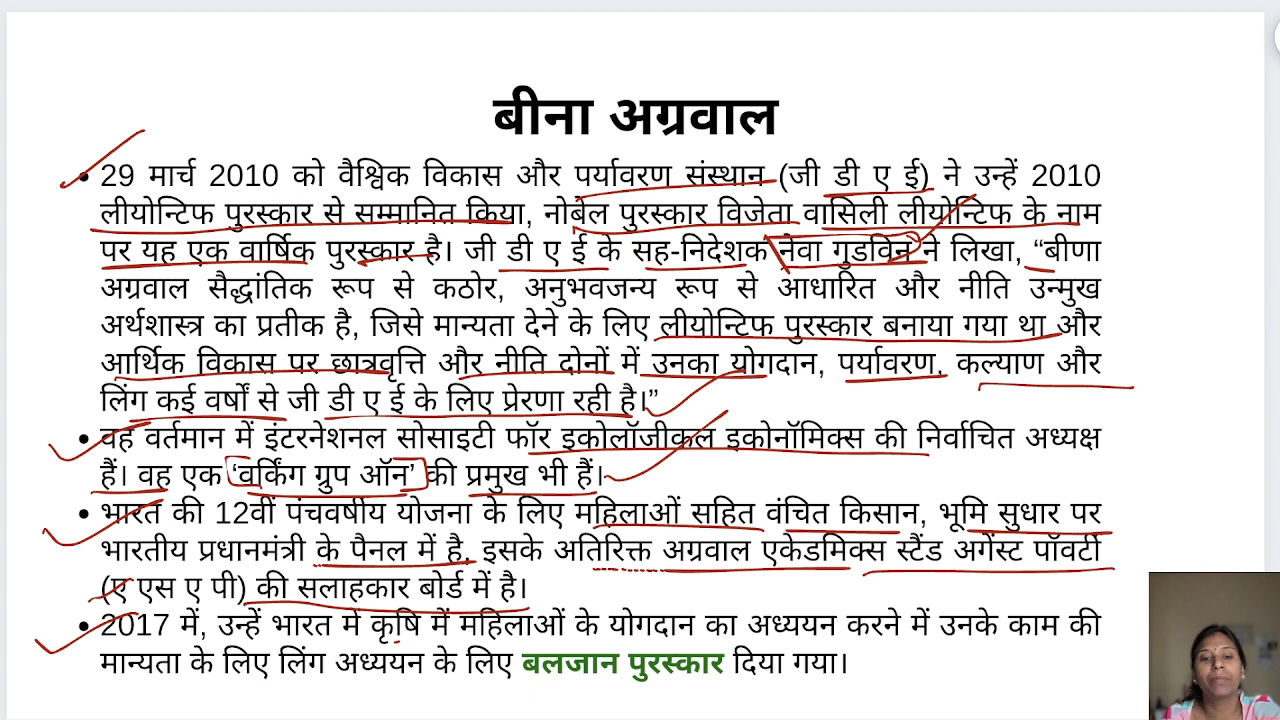 बीना अग्रवाल
• 29 मार्च 2010 को वैश्विक विकास और पर्यावरण संस्थान (जी डी ए ई) ने उन्हें 2010
लीयोन्टिफ पुरस्कार से सम्मानित किया, नोबेल पुरस्कार विजेता वासिली लीयोन्टिफ के नाम
पर यह एक वार्षिक पुरस्कार है। जी डी ए ई के सह-निदेशक नेवा गुडविन ने लिखा, “बीणा
अग्रवाल सैद्धांतिक रूप से कठोर, अनुभवजन्य रूप से आधारित और नीति उन्मुख
अर्थशास्त्र का प्रतीक है, जिसे मान्यता देने के लिए लीयोन्टिफ पुरस्कार बनाया गया था और
आर्थिक विकास पर छात्रवृत्ति और नीति दोनों में उनका योगदान, पर्यावरण, कल्याण और
लिंग कई वर्षों से जी डी ए ई के लिए प्रेरणा रही है।”
• वह वर्तमान में इंटरनेशनल सोसाइटी फॉर इकोलॉजीकल इकोनॉमिक्स की निर्वाचित अध्यक्ष
हैं। वह एक ‘वर्किंग ग्रुप ऑन’ की प्रमुख भी हैं।
• भारत की 12वीं पंचवर्षीय योजना के लिए महिलाओं सहित वंचित किसान, भूमि सुधार पर
भारतीय प्रधानमंत्री के पैनल में है, इसके अतिरिक्त अग्रवाल एकेडमिक्स स्टैंड अगेंस्ट पॉवर्टी
(ए एस ए पी) की सलाहकार बोर्ड में है।
• 2017 में, उन्हें भारत में कृषि में महिलाओं के योगदान का अध्ययन करने में उनके काम की
मान्यता के लिए लिंग अध्ययन के लिए बलजान पुरस्कार दिया गया।